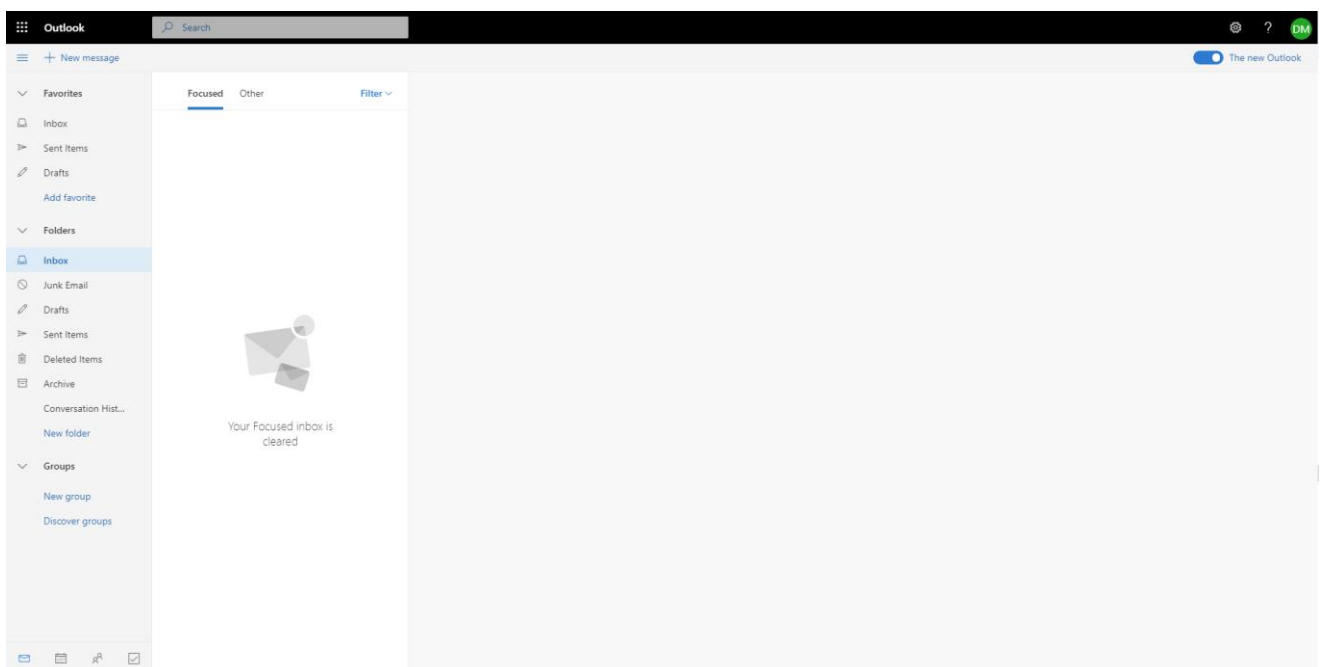 Outlook
Search
?
DM
New message
The new Outlook
Favorites
Inbox
Sent Items
Drafts
Add favorite
Folders
Inbox
Junk Email
Drafts
Sent Items
Deleted Items
Archive
Conversation Hist...
New folder
Groups
New group
Discover groups
Focused Other Filter
Your Focused inbox is
cleared